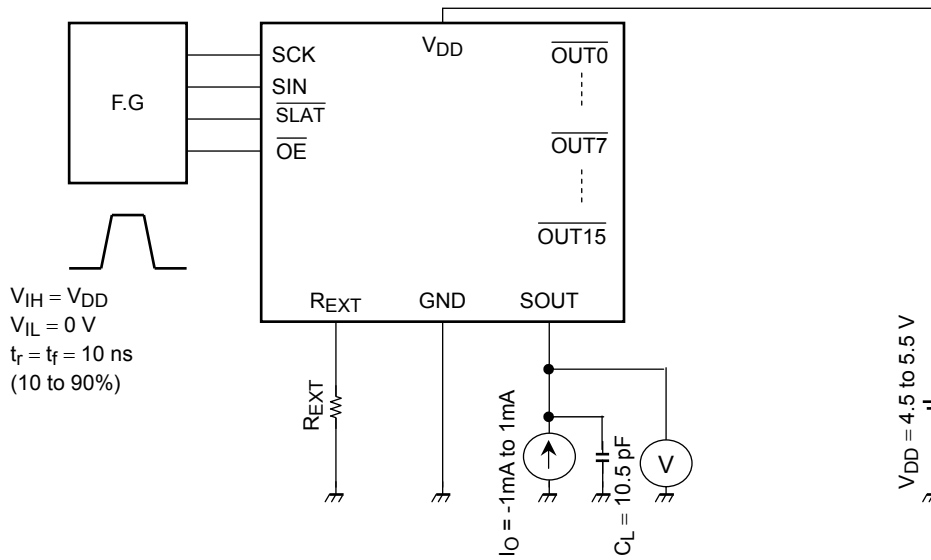 F.G
SCK
SIN
SLAT
OE
VDD
OUT0
OUT7
OUT15
REXT
GND
SOUT
VIH = VDD
VIL = 0 V
tr = tf = 10 ns
(10 to 90%)
REXT
IO = -1mA to 1mA
CL = 10.5 pF
V
VDD = 4.5 to 5.5 V